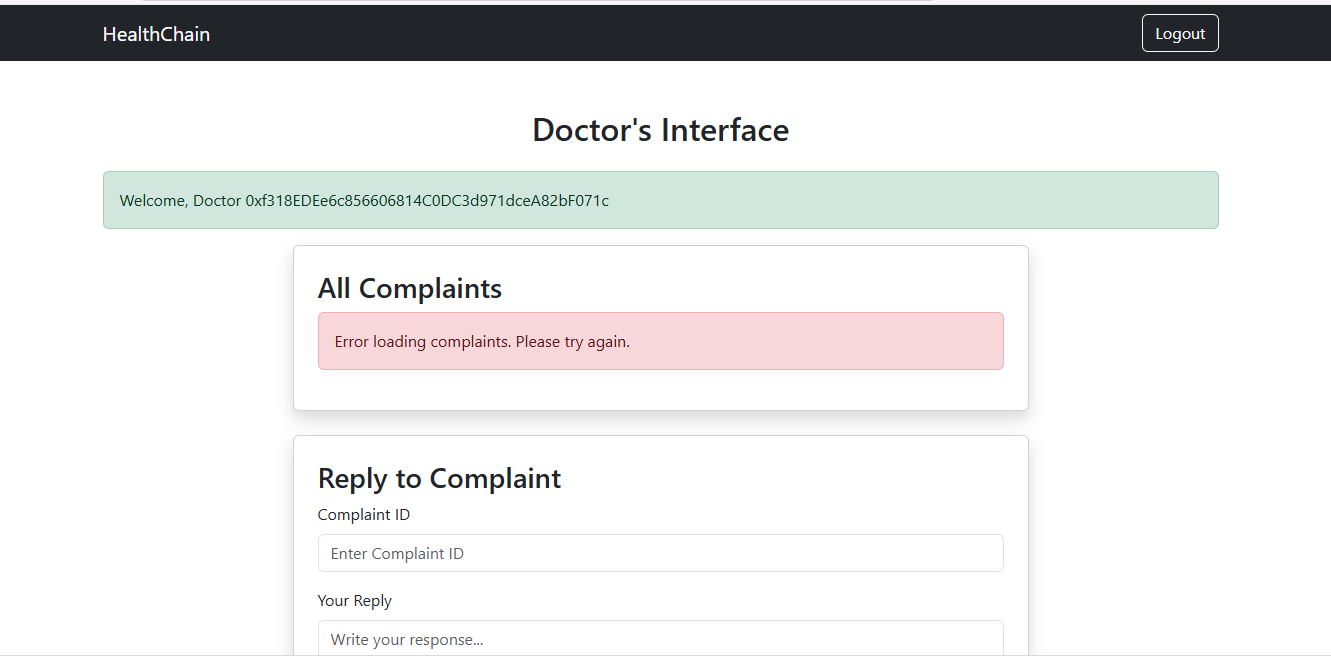 HealthChain
Logout
Doctor's Interface
Welcome, Doctor 0xf318EDEe6c856606814C0DC3d971dceA82bF071c
All Complaints
Error loading complaints. Please try again.
Reply to Complaint
Complaint ID
Enter Complaint ID
Your Reply
Write your response...